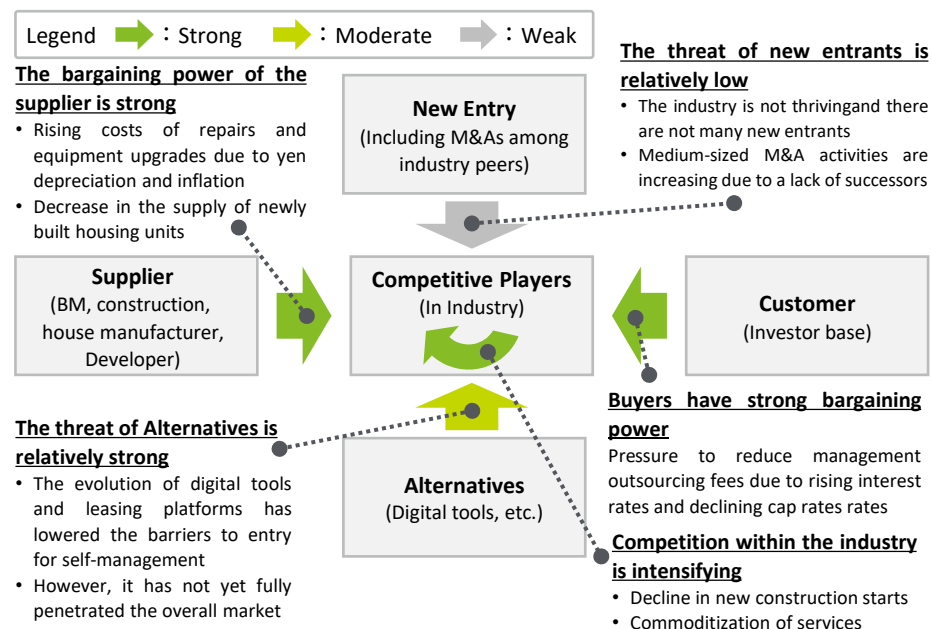 Legend : Strong : Moderate : Weak
The bargaining power of the
supplier is strong
• Rising costs of repairs and
equipment upgrades due to yen
depreciation and inflation
• Decrease in the supply of newly
built housing units
New Entry
(Including M&As among
industry peers)
The threat of new entrants is
relatively low
• The industry is not thrivingand there
are not many new entrants
• Medium-sized M&A activities are
increasing due to a lack of successors
Supplier
(BM, construction,
house manufacturer,
Developer)
Competitive Players
(In Industry)
Customer
(Investor base)
The threat of Alternatives is
relatively strong
• The evolution of digital tools
and leasing platforms has
lowered the barriers to entry
for self-management
• However, it has not yet fully
penetrated the overall market
Alternatives
(Digital tools, etc.)
Buyers have strong bargaining
power
Pressure to reduce management
outsourcing fees due to rising interest
rates and declining cap rates rates
Competition within the industry
is intensifying
• Decline in new construction starts
• Commoditization of services